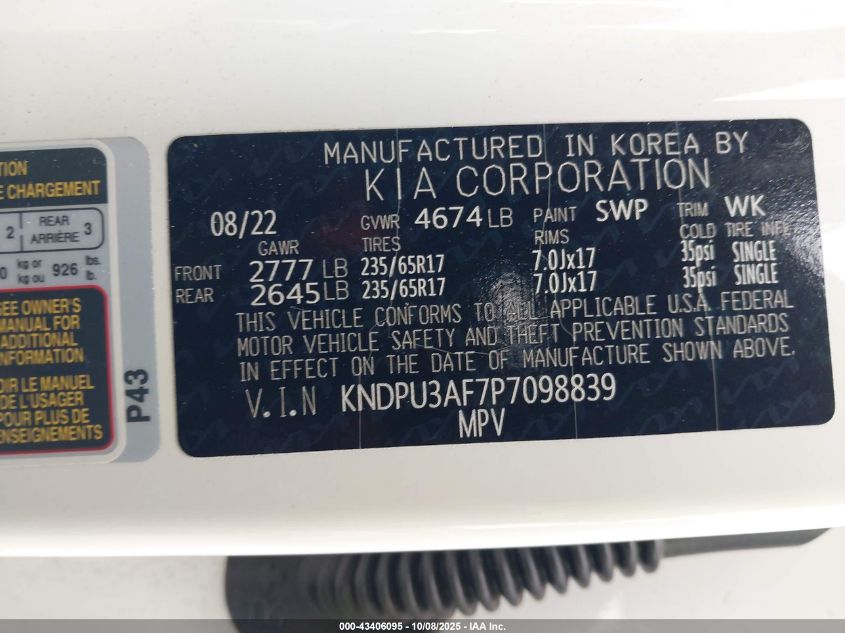 MANUFACTURED IN KOREA BY
KIA CORPORATION
08/22 GVWR 4674 LB PAINT SWP TRIM WK
GAWR TIRES RIMS COLD TIRE INFL
FRONT 2777 LB 235/65R17 7.0Jx17 35psi SINGLE
REAR 2645 LB 235/65R17 7.0Jx17 35psi SINGLE
THIS VEHICLE CONFORMS TO ALL APPLICABLE U.S.A. FEDERAL
MOTOR VEHICLE SAFETY AND THEFT PREVENTION STANDARDS
IN EFFECT ON THE DATE OF MANUFACTURE SHOWN ABOVE.
V.I.N KNDPU3AF7P7098839
MPV
CHARGEMENT
2 REAR ARRIÈRE 3
kg or kg ou 926 lbs. lb.
SEE OWNER'S
MANUAL FOR
ADDITIONAL
INFORMATION
LE MANUEL
DE L'USAGER
POUR PLUS DE
RENSEIGNEMENTS
P43
000-43406095 - 10/08/2025 - IAA Inc.